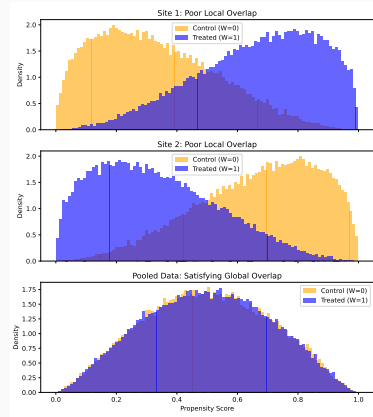 Site 1: Poor Local Overlap
Control (W=0)
Treated (W=1)
Density
2.0
1.5
1.0
0.5
0.0
Site 2: Poor Local Overlap
Control (W=0)
Treated (W=1)
Density
2.0
1.5
1.0
0.5
0.0
Pooled Data: Satisfying Global Overlap
Control (W=0)
Treated (W=1)
Density
1.75
1.50
1.25
1.00
0.75
0.50
0.25
0.00
0.0 0.2 0.4 0.6 0.8 1.0
Propensity Score